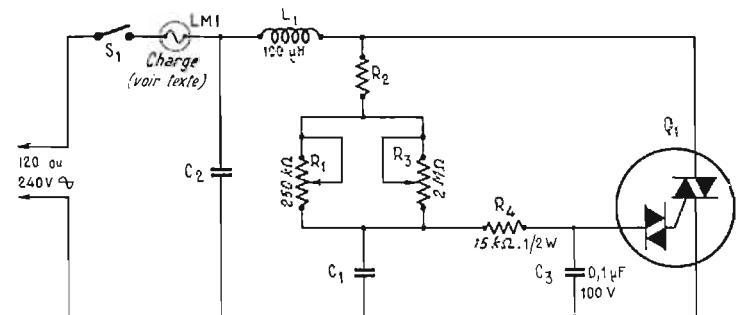 S1
LM1
Charge
(voir texte)
L1
100 µH
R2
Q1
120 ou
240V
C2
R1
250 kΩ
R3
2 MΩ
R4
15 kΩ. 1/2 W
C1
C3
0,1 µF
100 V